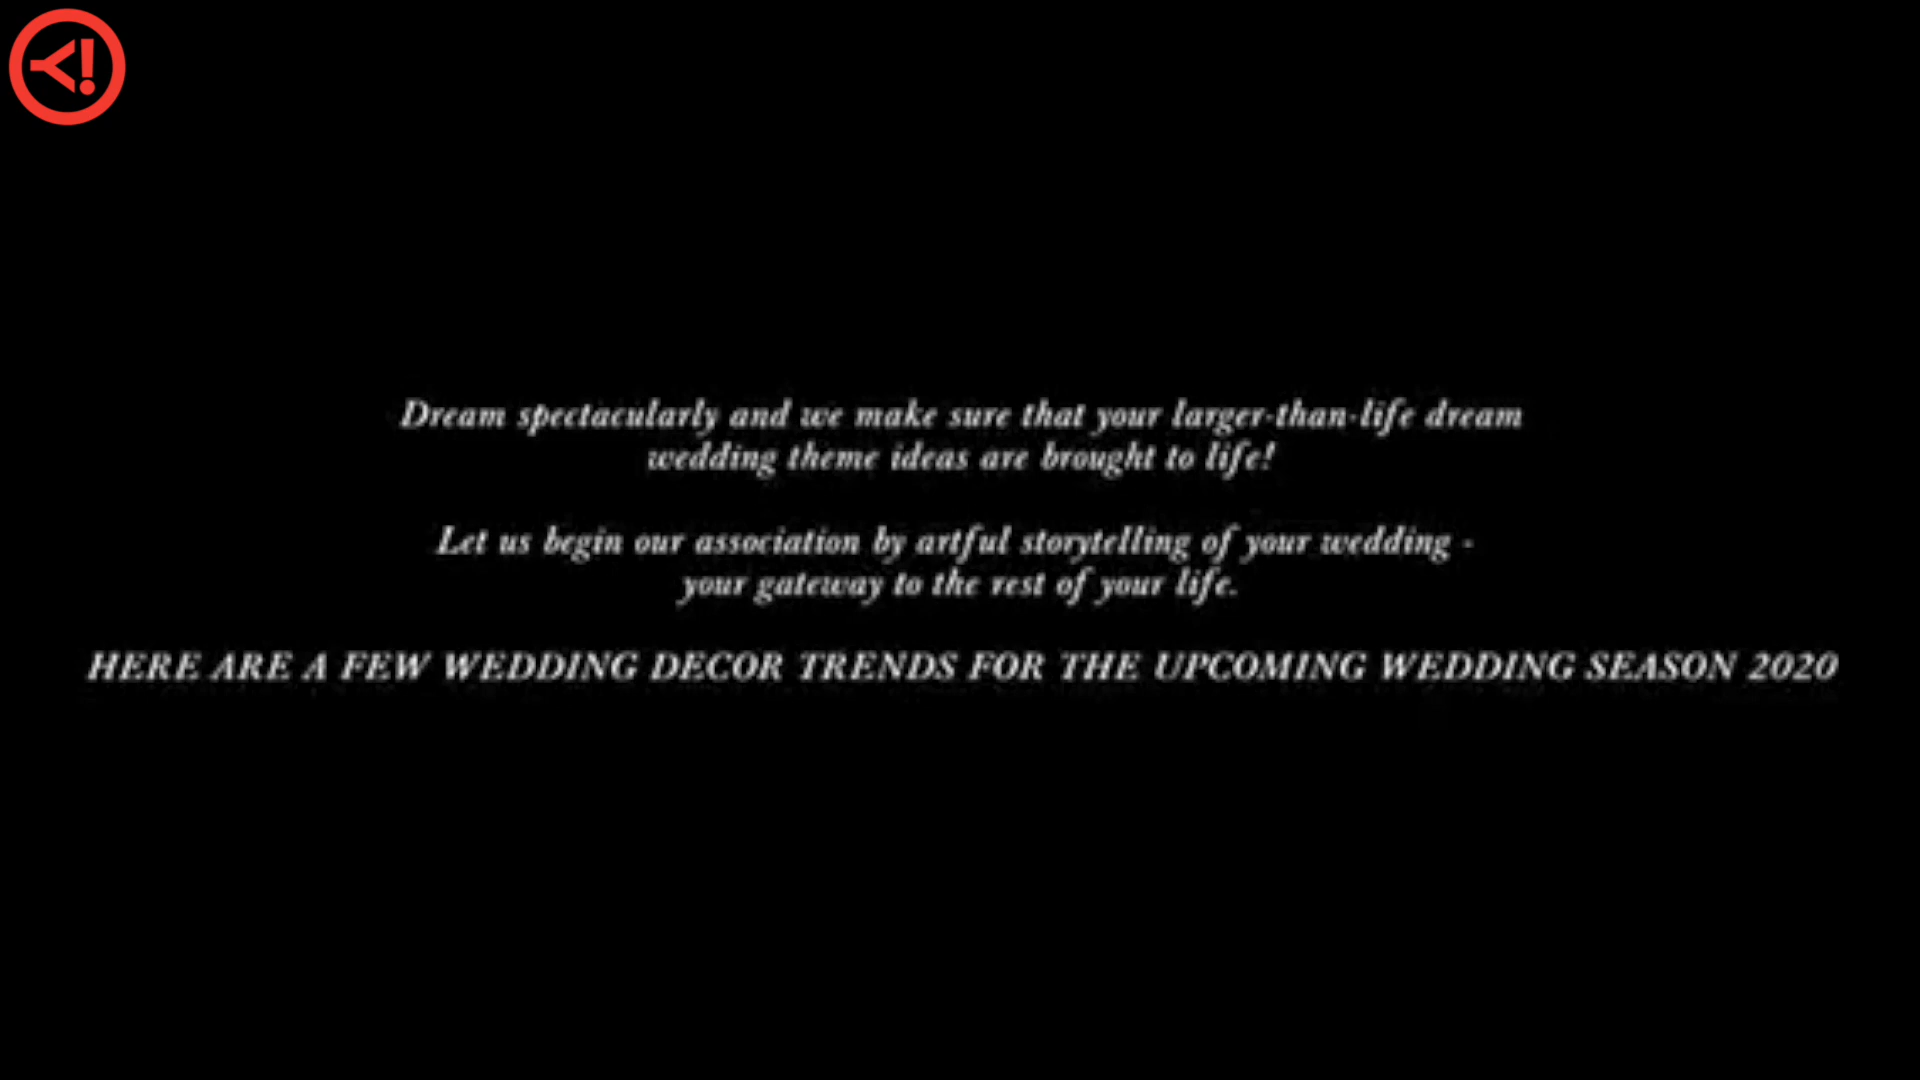 Dream spectacularly and we make sure that your larger-than-life dream
wedding theme ideas are brought to life!
Let us begin our association by artful storytelling of your wedding -
your gateway to the rest of your life.
HERE ARE A FEW WEDDING DECOR TRENDS FOR THE UPCOMING WEDDING SEASON 2020